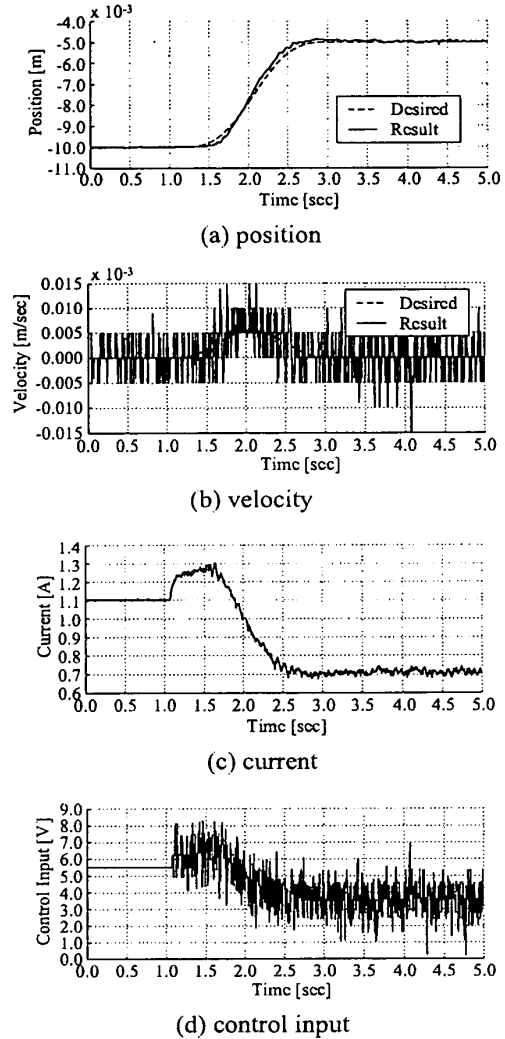 x 10⁻³
-4.0
-5.0
-6.0
-7.0
-8.0
-9.0
-10.0
-11.0
Position [m]
Desired
Result
0.0 0.5 1.0 1.5 2.0 2.5 3.0 3.5 4.0 4.5 5.0
Time [sec]
(a) position
x 10⁻³
0.015
0.010
0.005
0.000
-0.005
-0.010
-0.015
Velocity [m/sec]
Desired
Result
0.0 0.5 1.0 1.5 2.0 2.5 3.0 3.5 4.0 4.5 5.0
Time [sec]
(b) velocity
1.4
1.3
1.2
1.1
1.0
0.9
0.8
0.7
0.6
Current [A]
0.0 0.5 1.0 1.5 2.0 2.5 3.0 3.5 4.0 4.5 5.0
Time [sec]
(c) current
9.0
8.0
7.0
6.0
5.0
4.0
3.0
2.0
1.0
0.0
Control Input [V]
0.0 0.5 1.0 1.5 2.0 2.5 3.0 3.5 4.0 4.5 5.0
Time [sec]
(d) control input